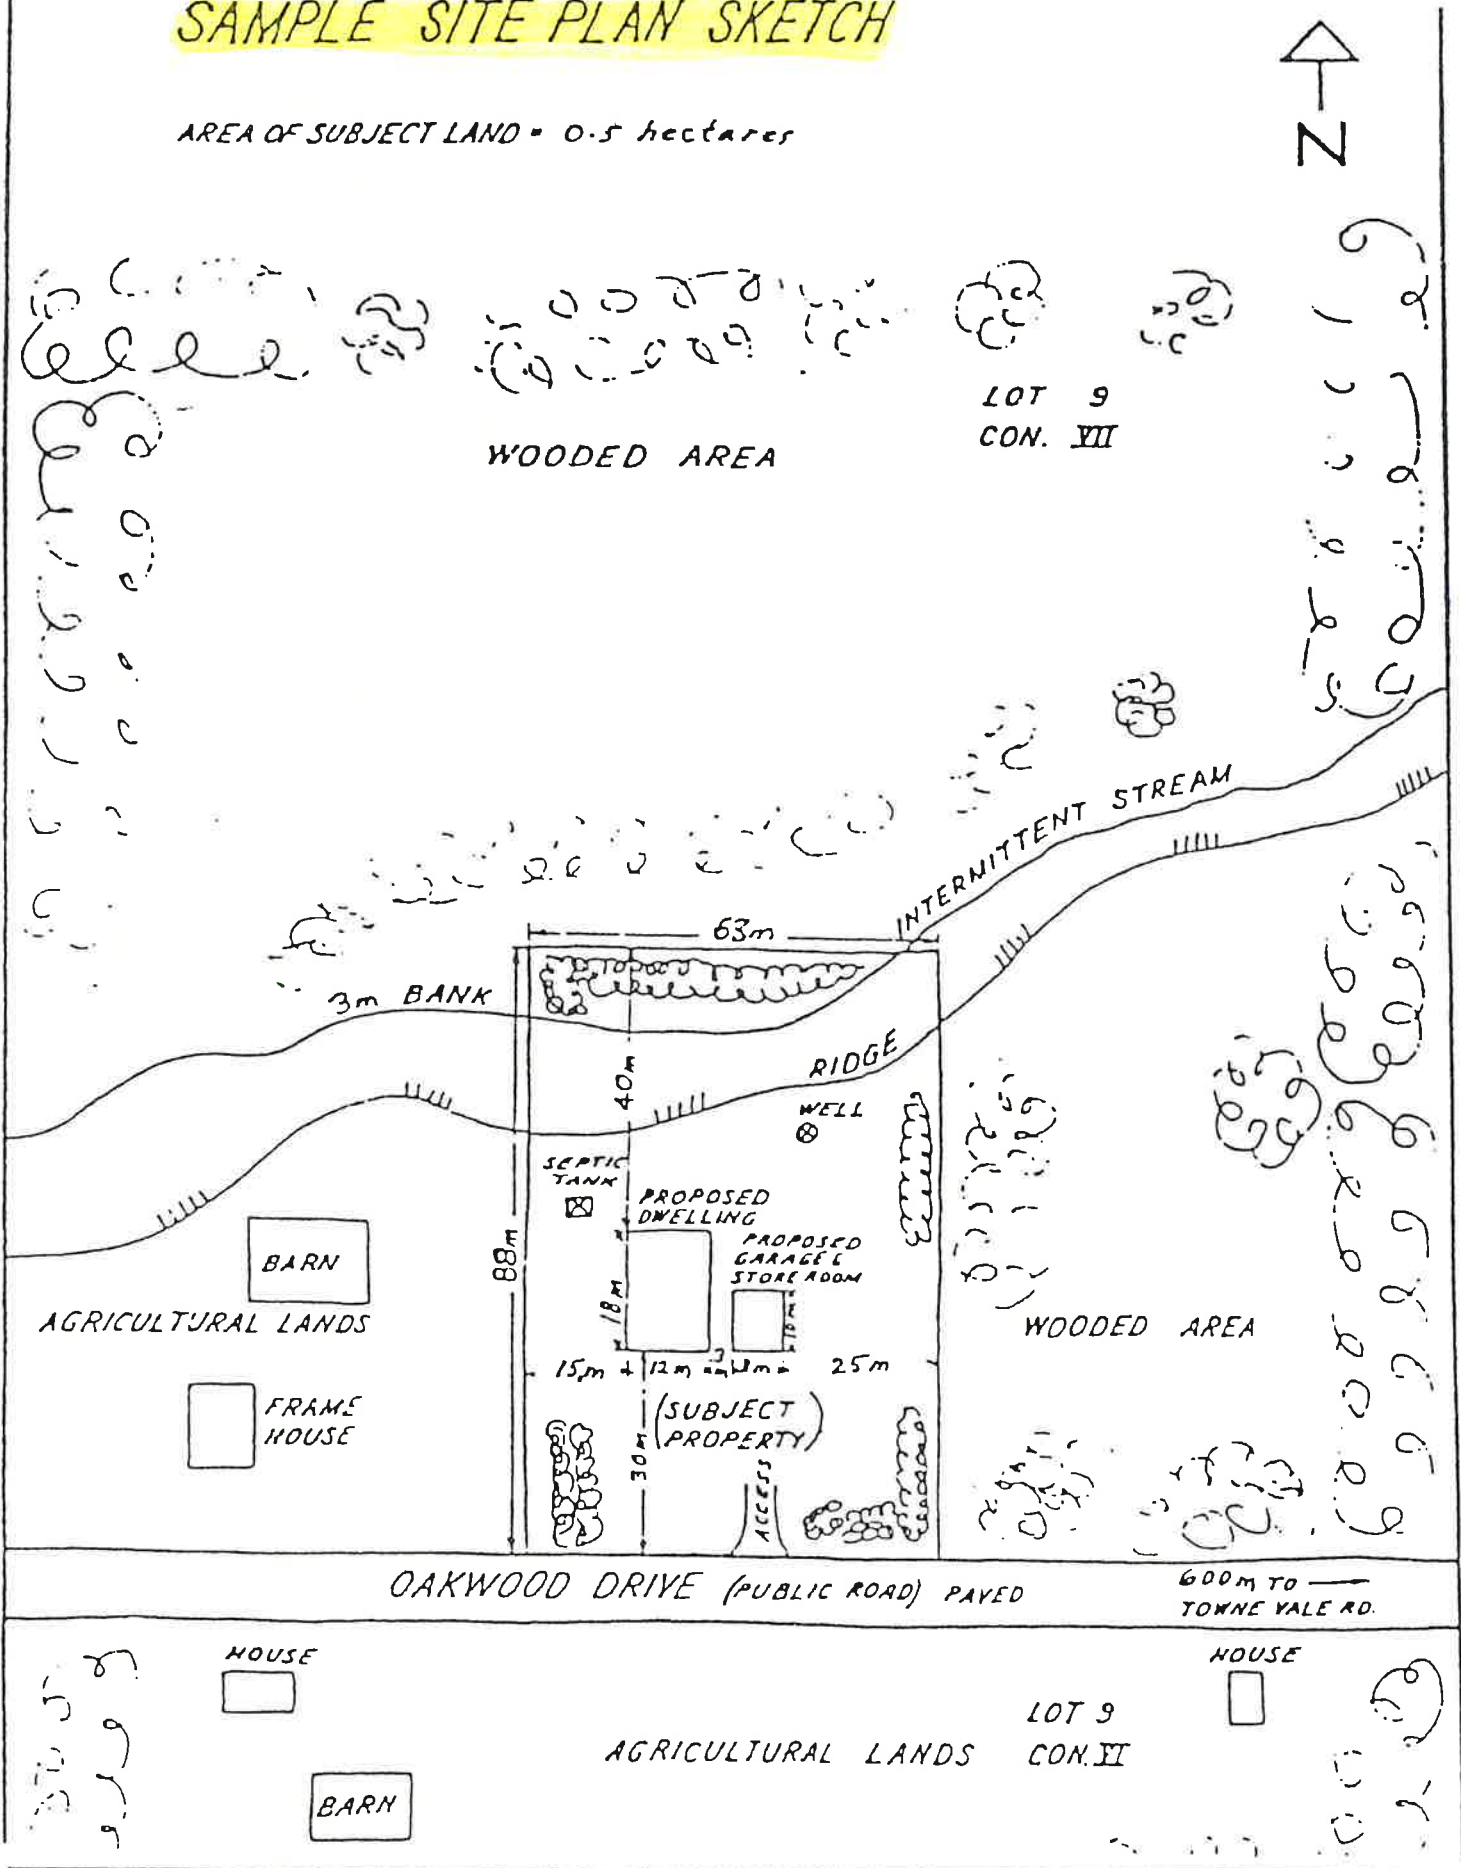 SAMPLE SITE PLAN SKETCH
AREA OF SUBJECT LAND = 0.5 hectares
N
LOT 9
CON. VII
WOODED AREA
INTERMITTENT STREAM
63m
3m BANK
40m
RIDGE
WELL
SEPTIC
TANK
PROPOSED
DWELLING
PROPOSED
GARAGE &
STORE ROOM
88m
BARN
18m
10m
AGRICULTURAL LANDS
WOODED AREA
15m
12m
3m
8m
25m
FRAME
HOUSE
(SUBJECT
PROPERTY)
30m
ACCESS
OAKWOOD DRIVE (PUBLIC ROAD) PAVED
600m TO
TOWNE VALE RD.
HOUSE
HOUSE
LOT 9
AGRICULTURAL LANDS
CON. VI
BARN